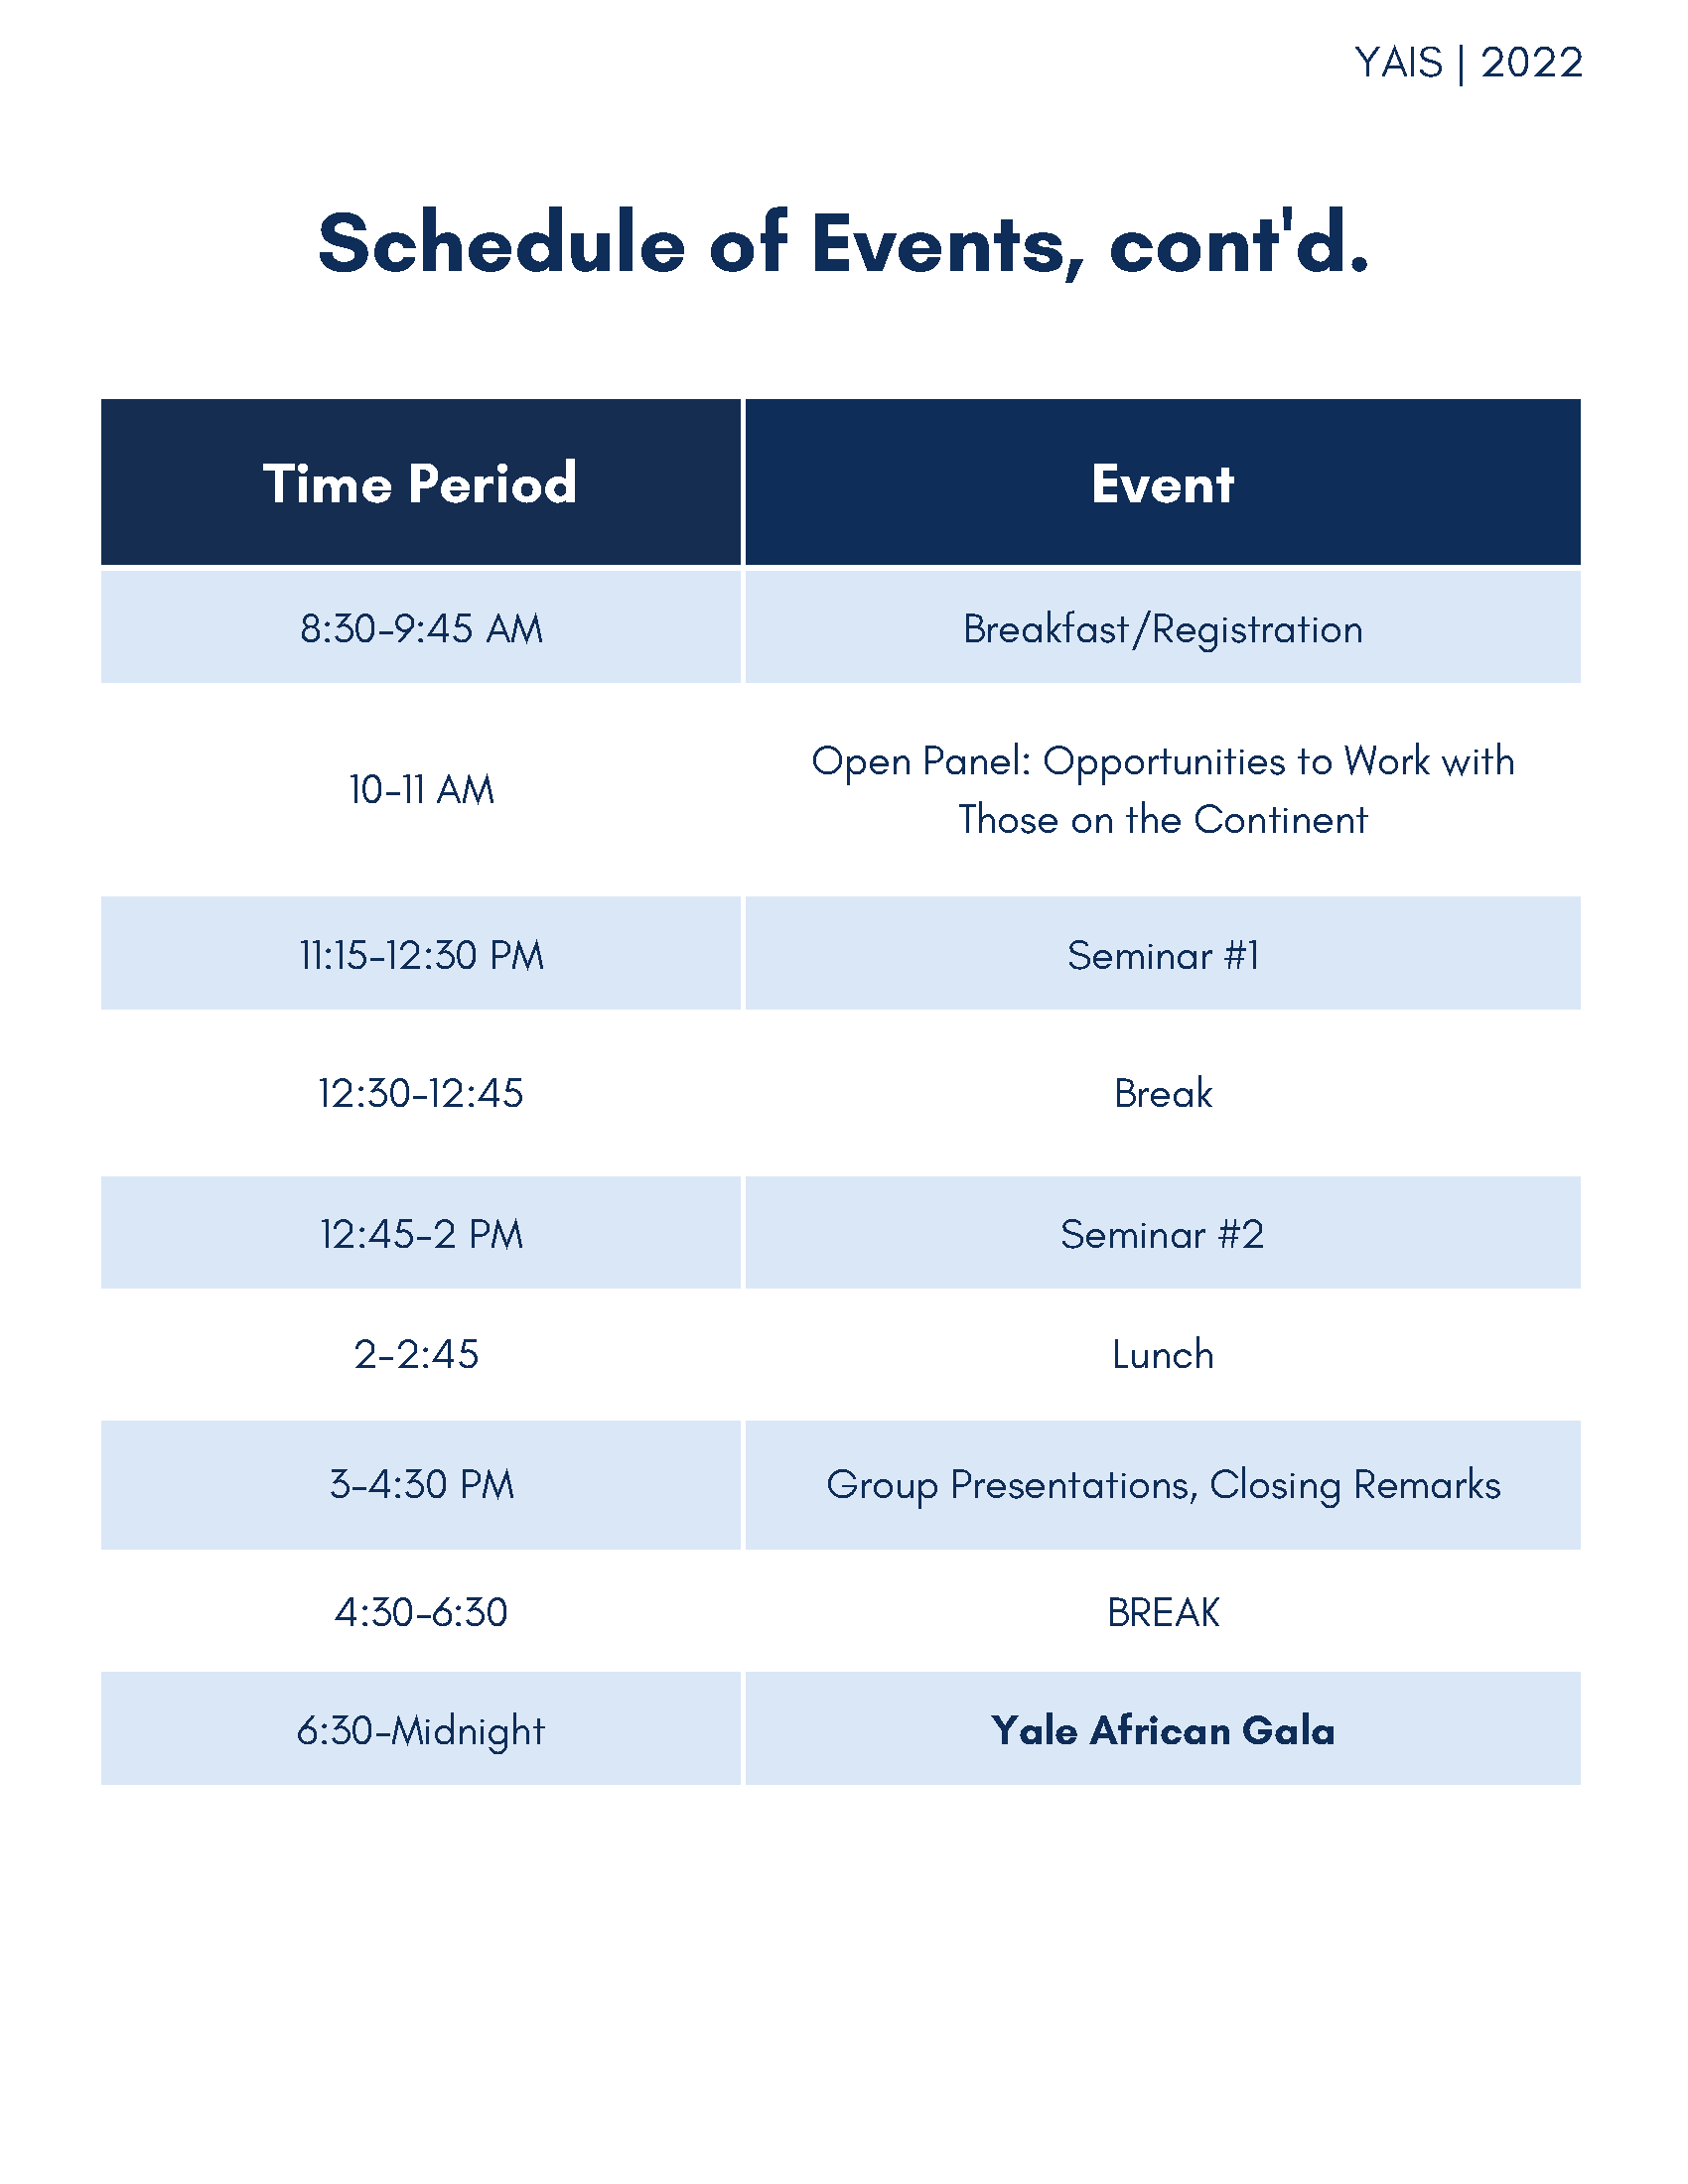 YAIS | 2022
Schedule of Events, cont'd.
Time Period Event
8:30-9:45 AM Breakfast/Registration
10-11 AM Open Panel: Opportunities to Work with
Those on the Continent
11:15-12:30 PM Seminar #1
12:30-12:45 Break
12:45-2 PM Seminar #2
2-2:45 Lunch
3-4:30 PM Group Presentations, Closing Remarks
4:30-6:30 BREAK
6:30-Midnight Yale African Gala